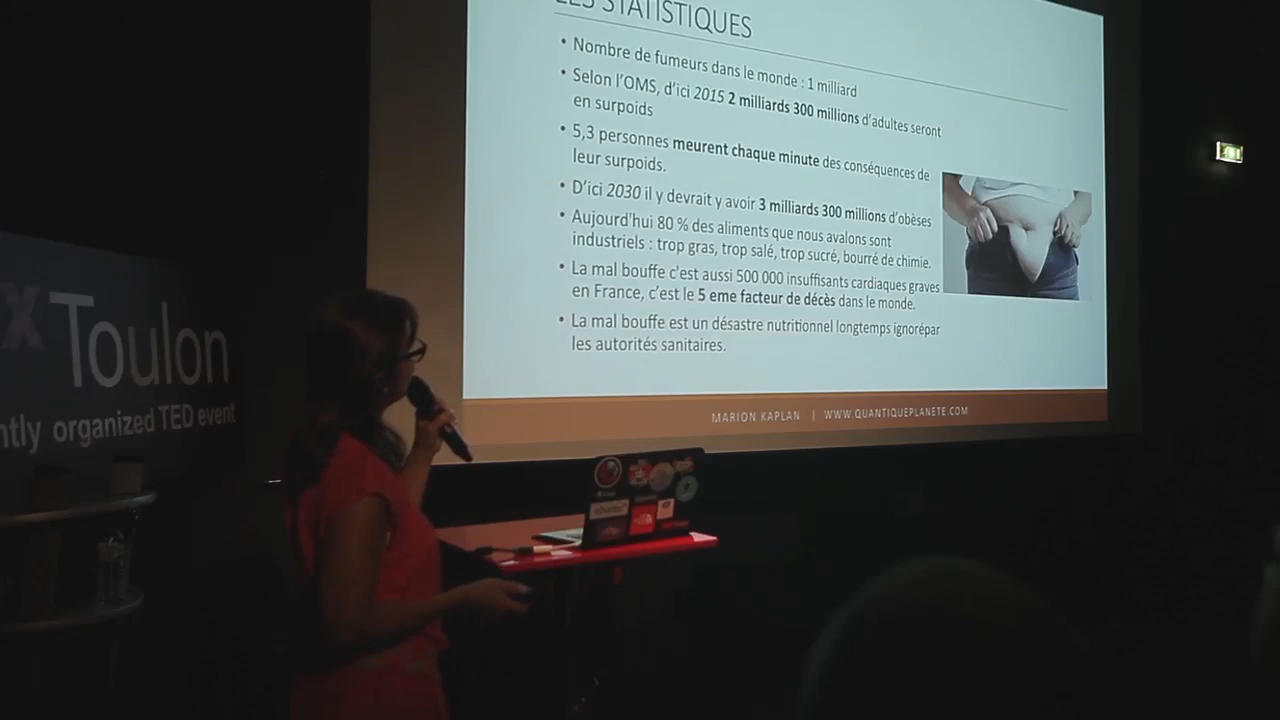 LES STATISTIQUES
• Nombre de fumeurs dans le monde : 1 milliard
• Selon l'OMS, d'ici 2015 2 milliards 300 millions d'adultes seront
en surpoids
• 5,3 personnes meurent chaque minute des conséquences de
leur surpoids.
• D'ici 2030 il y devrait y avoir 3 milliards 300 millions d'obèses
• Aujourd'hui 80 % des aliments que nous avalons sont
industriels : trop gras, trop salé, trop sucré, bourré de chimie.
• La mal bouffe c'est aussi 500 000 insuffisants cardiaques graves
en France, c'est le 5 eme facteur de décès dans le monde.
• La mal bouffe est un désastre nutritionnel longtemps ignorépar
les autorités sanitaires.
MARION KAPLAN | WWW.QUANTIQUEPLANETE.COM
x Toulon
ntly organized TED event
ubuntu